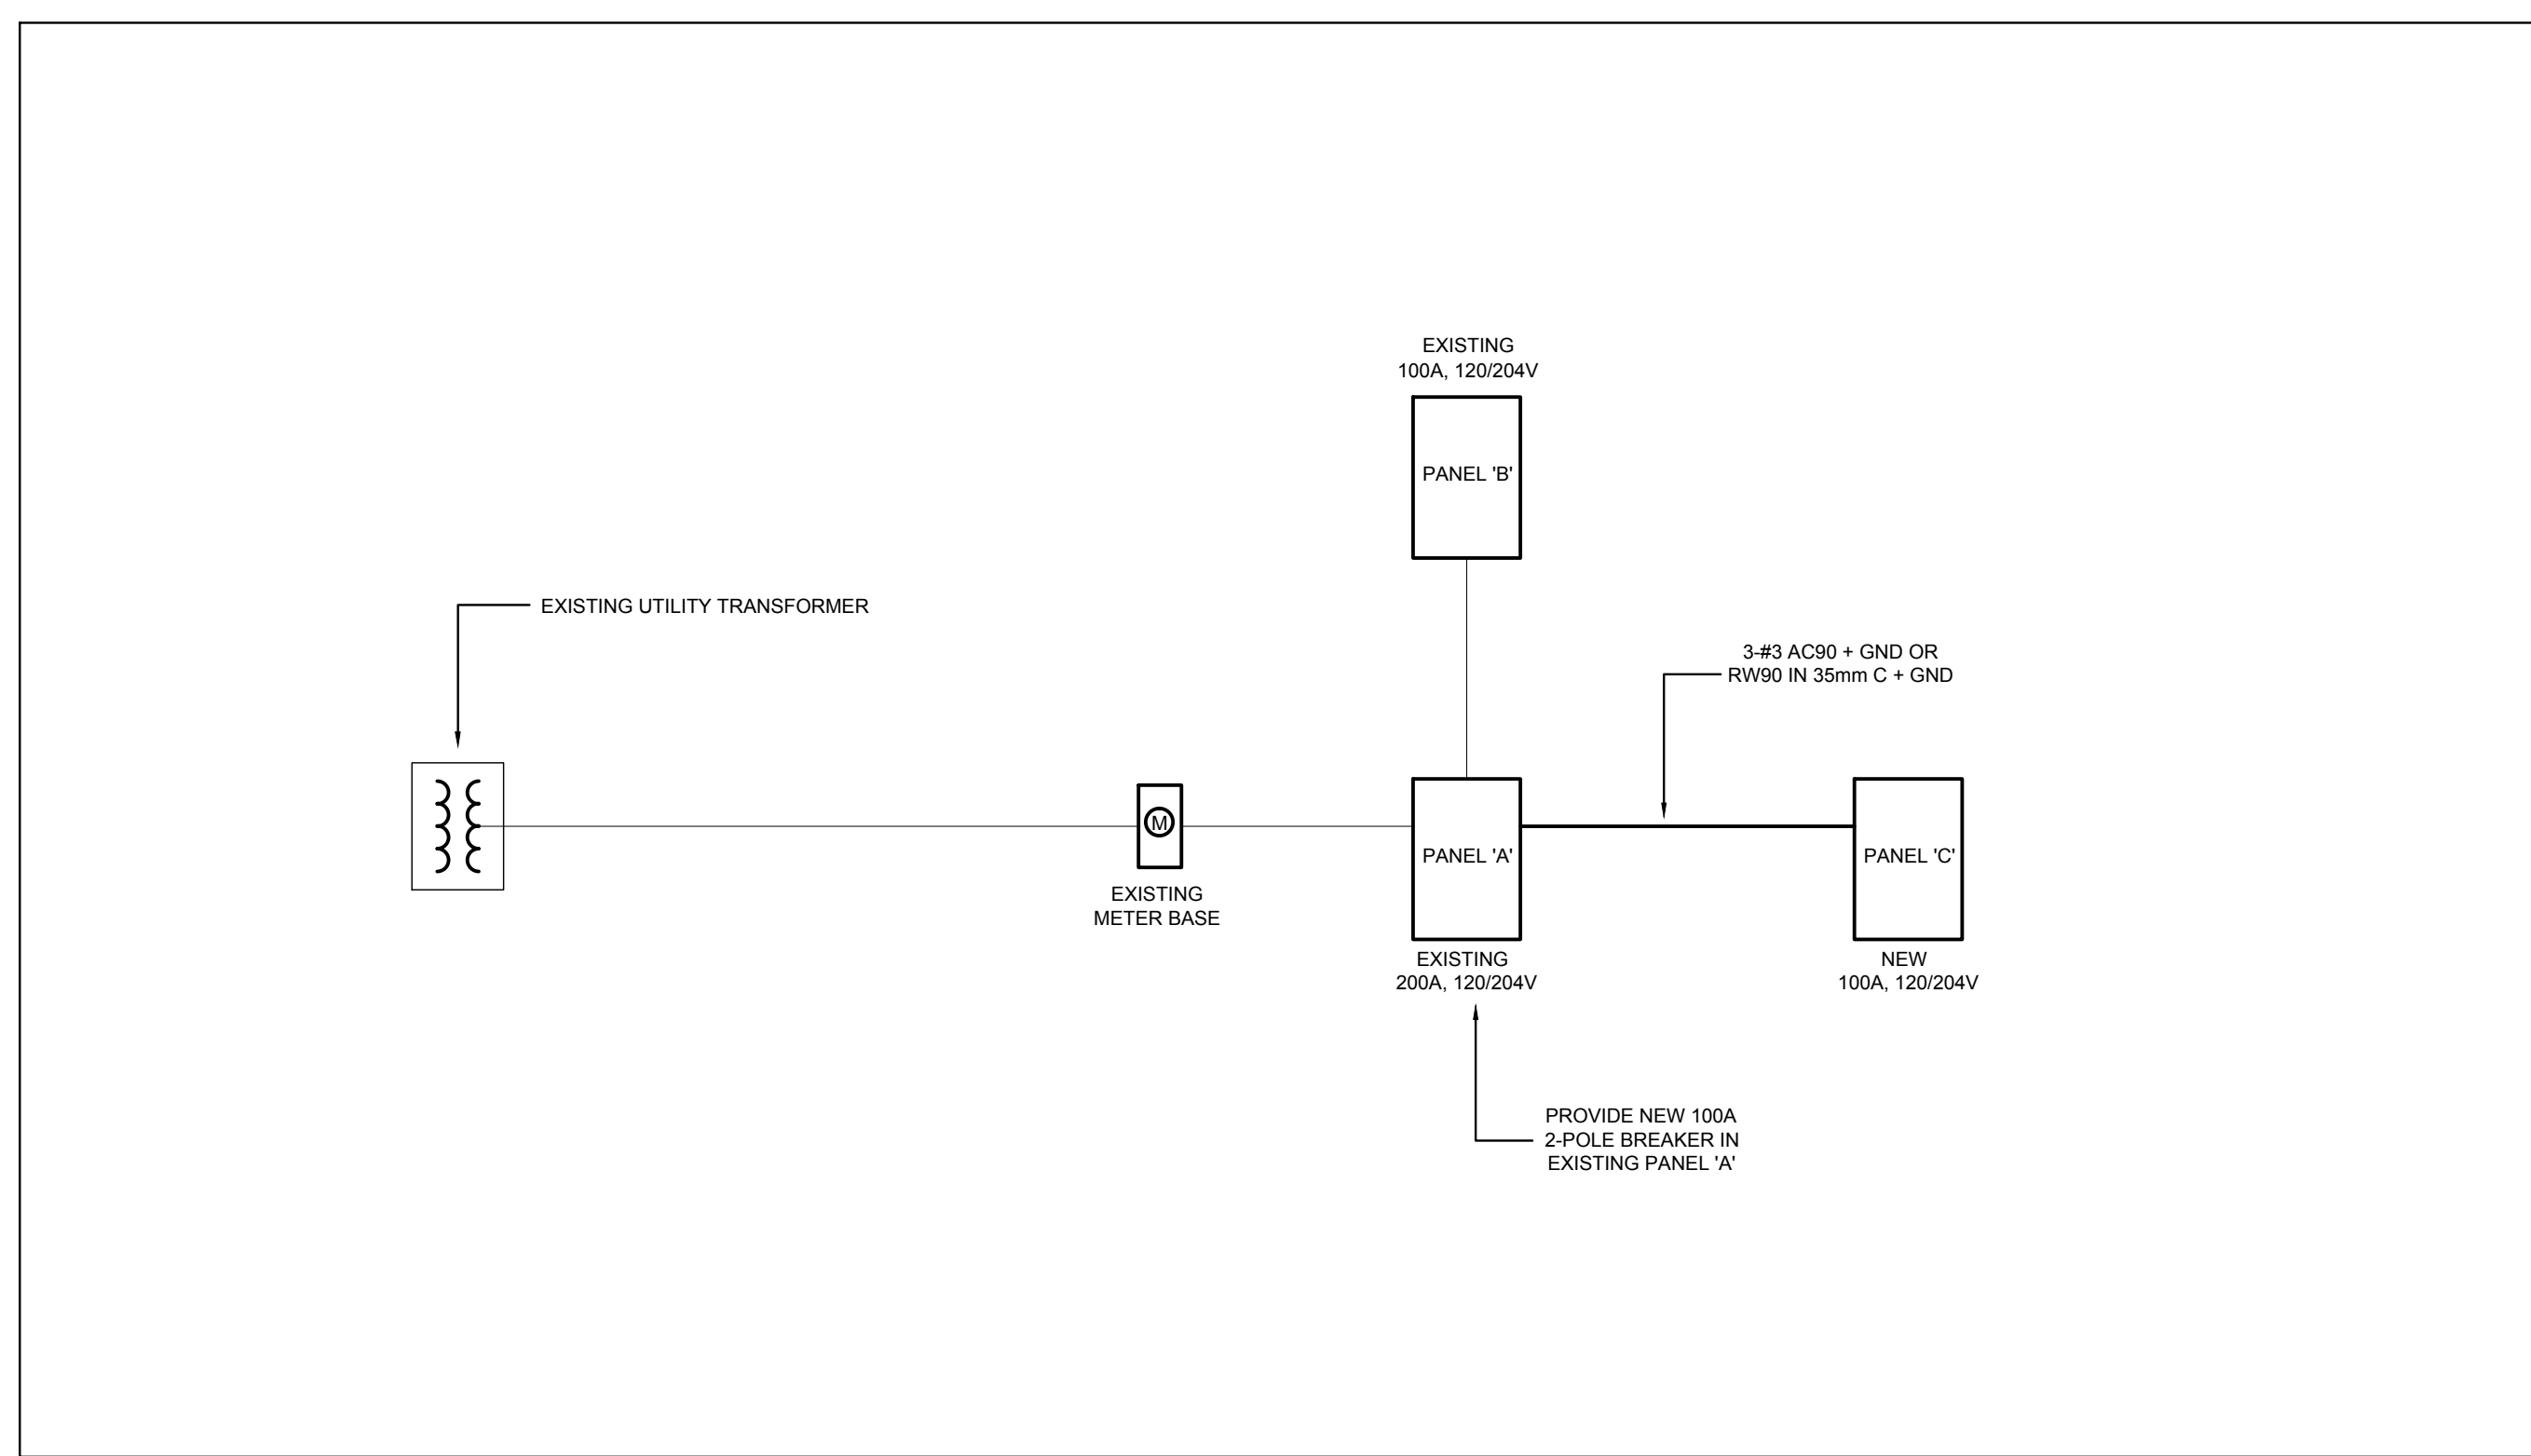 EXISTING
100A, 120/204V
PANEL 'B'
EXISTING UTILITY TRANSFORMER
3-#3 AC90 + GND OR
RW90 IN 35mm C + GND
M
EXISTING
METER BASE
PANEL 'A'
EXISTING
200A, 120/204V
PANEL 'C'
NEW
100A, 120/204V
PROVIDE NEW 100A
2-POLE BREAKER IN
EXISTING PANEL 'A'